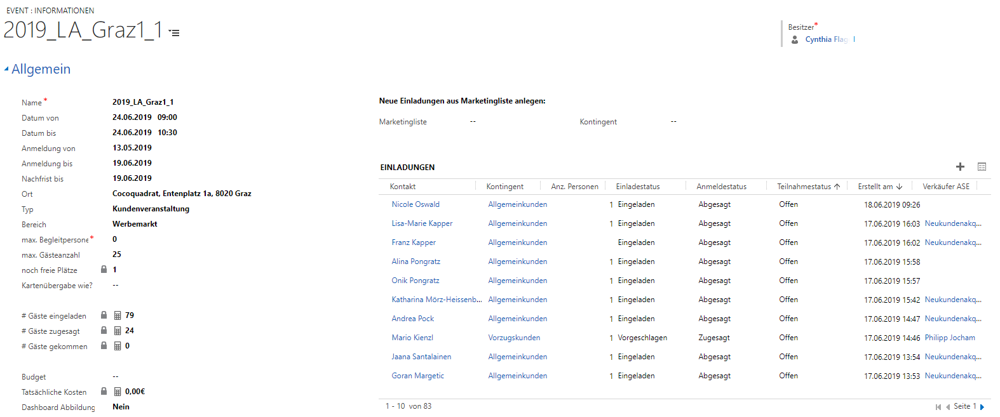 EVENT : INFORMATIONEN
2019_LA_Graz1_1
Besitzer*
Cynthia
Allgemein
Name* 2019_LA_Graz1_1
Datum von 24.06.2019 09:00
Datum bis 24.06.2019 10:30
Anmeldung von 13.05.2019
Anmeldung bis 19.06.2019
Nachfrist bis 19.06.2019
Ort Cocoquadrat, Entenplatz 1a, 8020 Graz
Typ Kundenveranstaltung
Bereich Werbemarkt
max. Begleitpersone* 0
max. Gästeanzahl 25
noch freie Plätze 1
Kartenübergabe wie? --
# Gäste eingeladen 79
# Gäste zugesagt 24
# Gäste gekommen 0
Budget --
Tatsächliche Kosten 0,00€
Dashboard Abbildung Nein
Neue Einladungen aus Marketingliste anlegen:
Marketingliste -- Kontingent --
EINLADUNGEN
Kontakt Kontingent Anz. Personen Einladestatus Anmeldestatus Teilnahmestatus ↑ Erstellt am ↓ Verkäufer ASE
Nicole Oswald Allgemeinkunden 1 Eingeladen Abgesagt Offen 18.06.2019 09:26
Lisa-Marie Kapper Allgemeinkunden 1 Eingeladen Abgesagt Offen 17.06.2019 16:03 Neukundenakq...
Franz Kapper Allgemeinkunden Eingeladen Abgesagt Offen 17.06.2019 16:02 Neukundenakq...
Alina Pongratz Allgemeinkunden 1 Eingeladen Abgesagt Offen 17.06.2019 15:58
Onik Pongratz Allgemeinkunden 1 Eingeladen Abgesagt Offen 17.06.2019 15:57
Katharina Mörz-Heissenb... Allgemeinkunden 1 Eingeladen Abgesagt Offen 17.06.2019 15:42 Neukundenakq...
Andrea Pock Allgemeinkunden 1 Eingeladen Abgesagt Offen 17.06.2019 14:47 Neukundenakq...
Mario Kienzl Vorzugskunden 1 Vorgeschlagen Zugesagt Offen 17.06.2019 14:46 Philipp Jocham
Jaana Santalainen Allgemeinkunden 1 Eingeladen Abgesagt Offen 17.06.2019 13:54 Neukundenakq...
Goran Margetic Allgemeinkunden 1 Eingeladen Abgesagt Offen 17.06.2019 13:53 Neukundenakq...
1 - 10 von 83
Seite 1